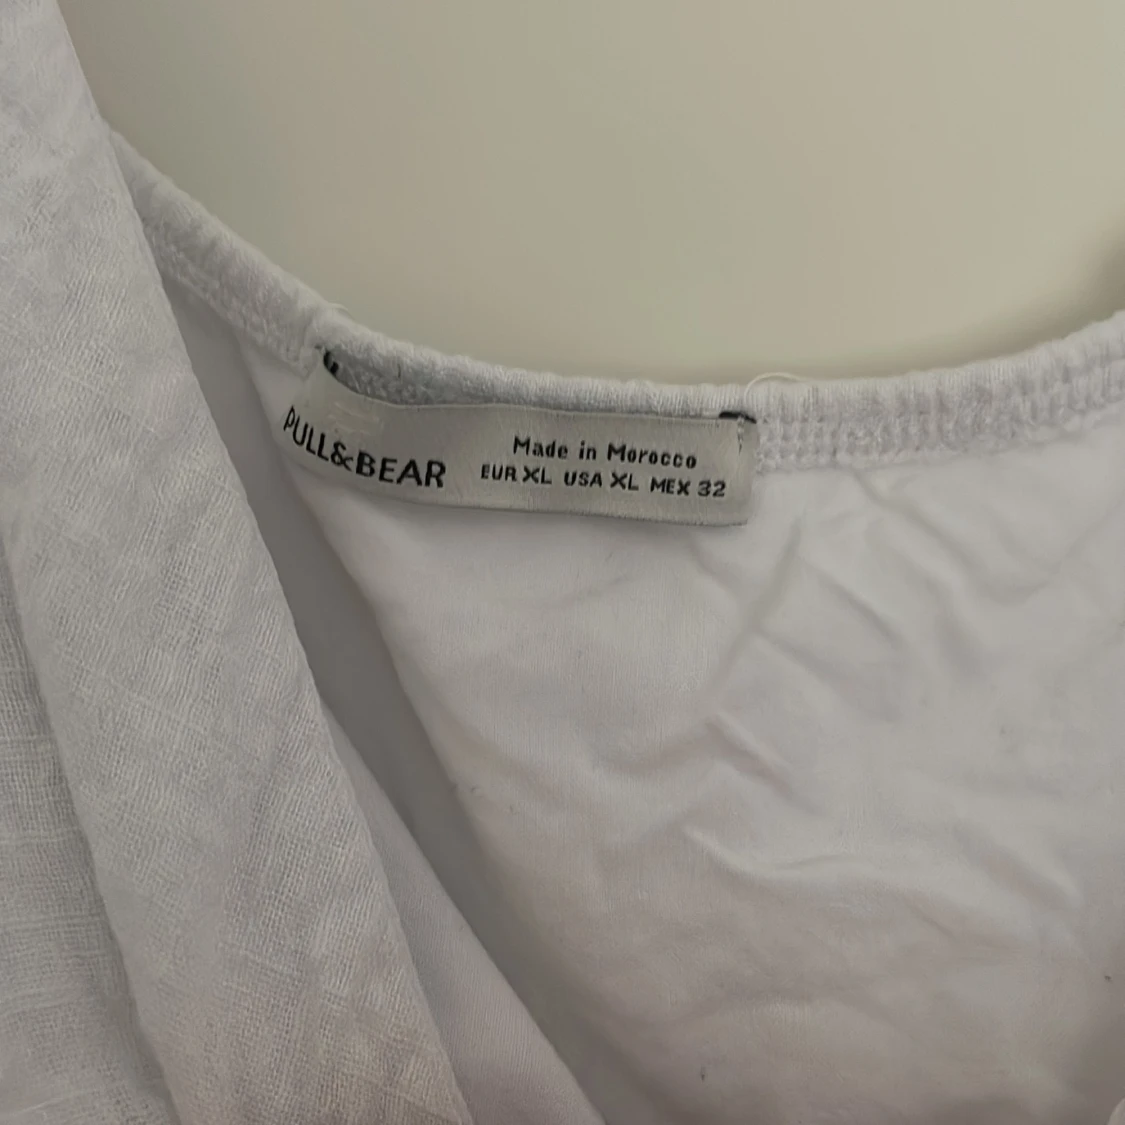 PULL&BEAR
Made in Morocco
EUR XL USA XL MEX 32